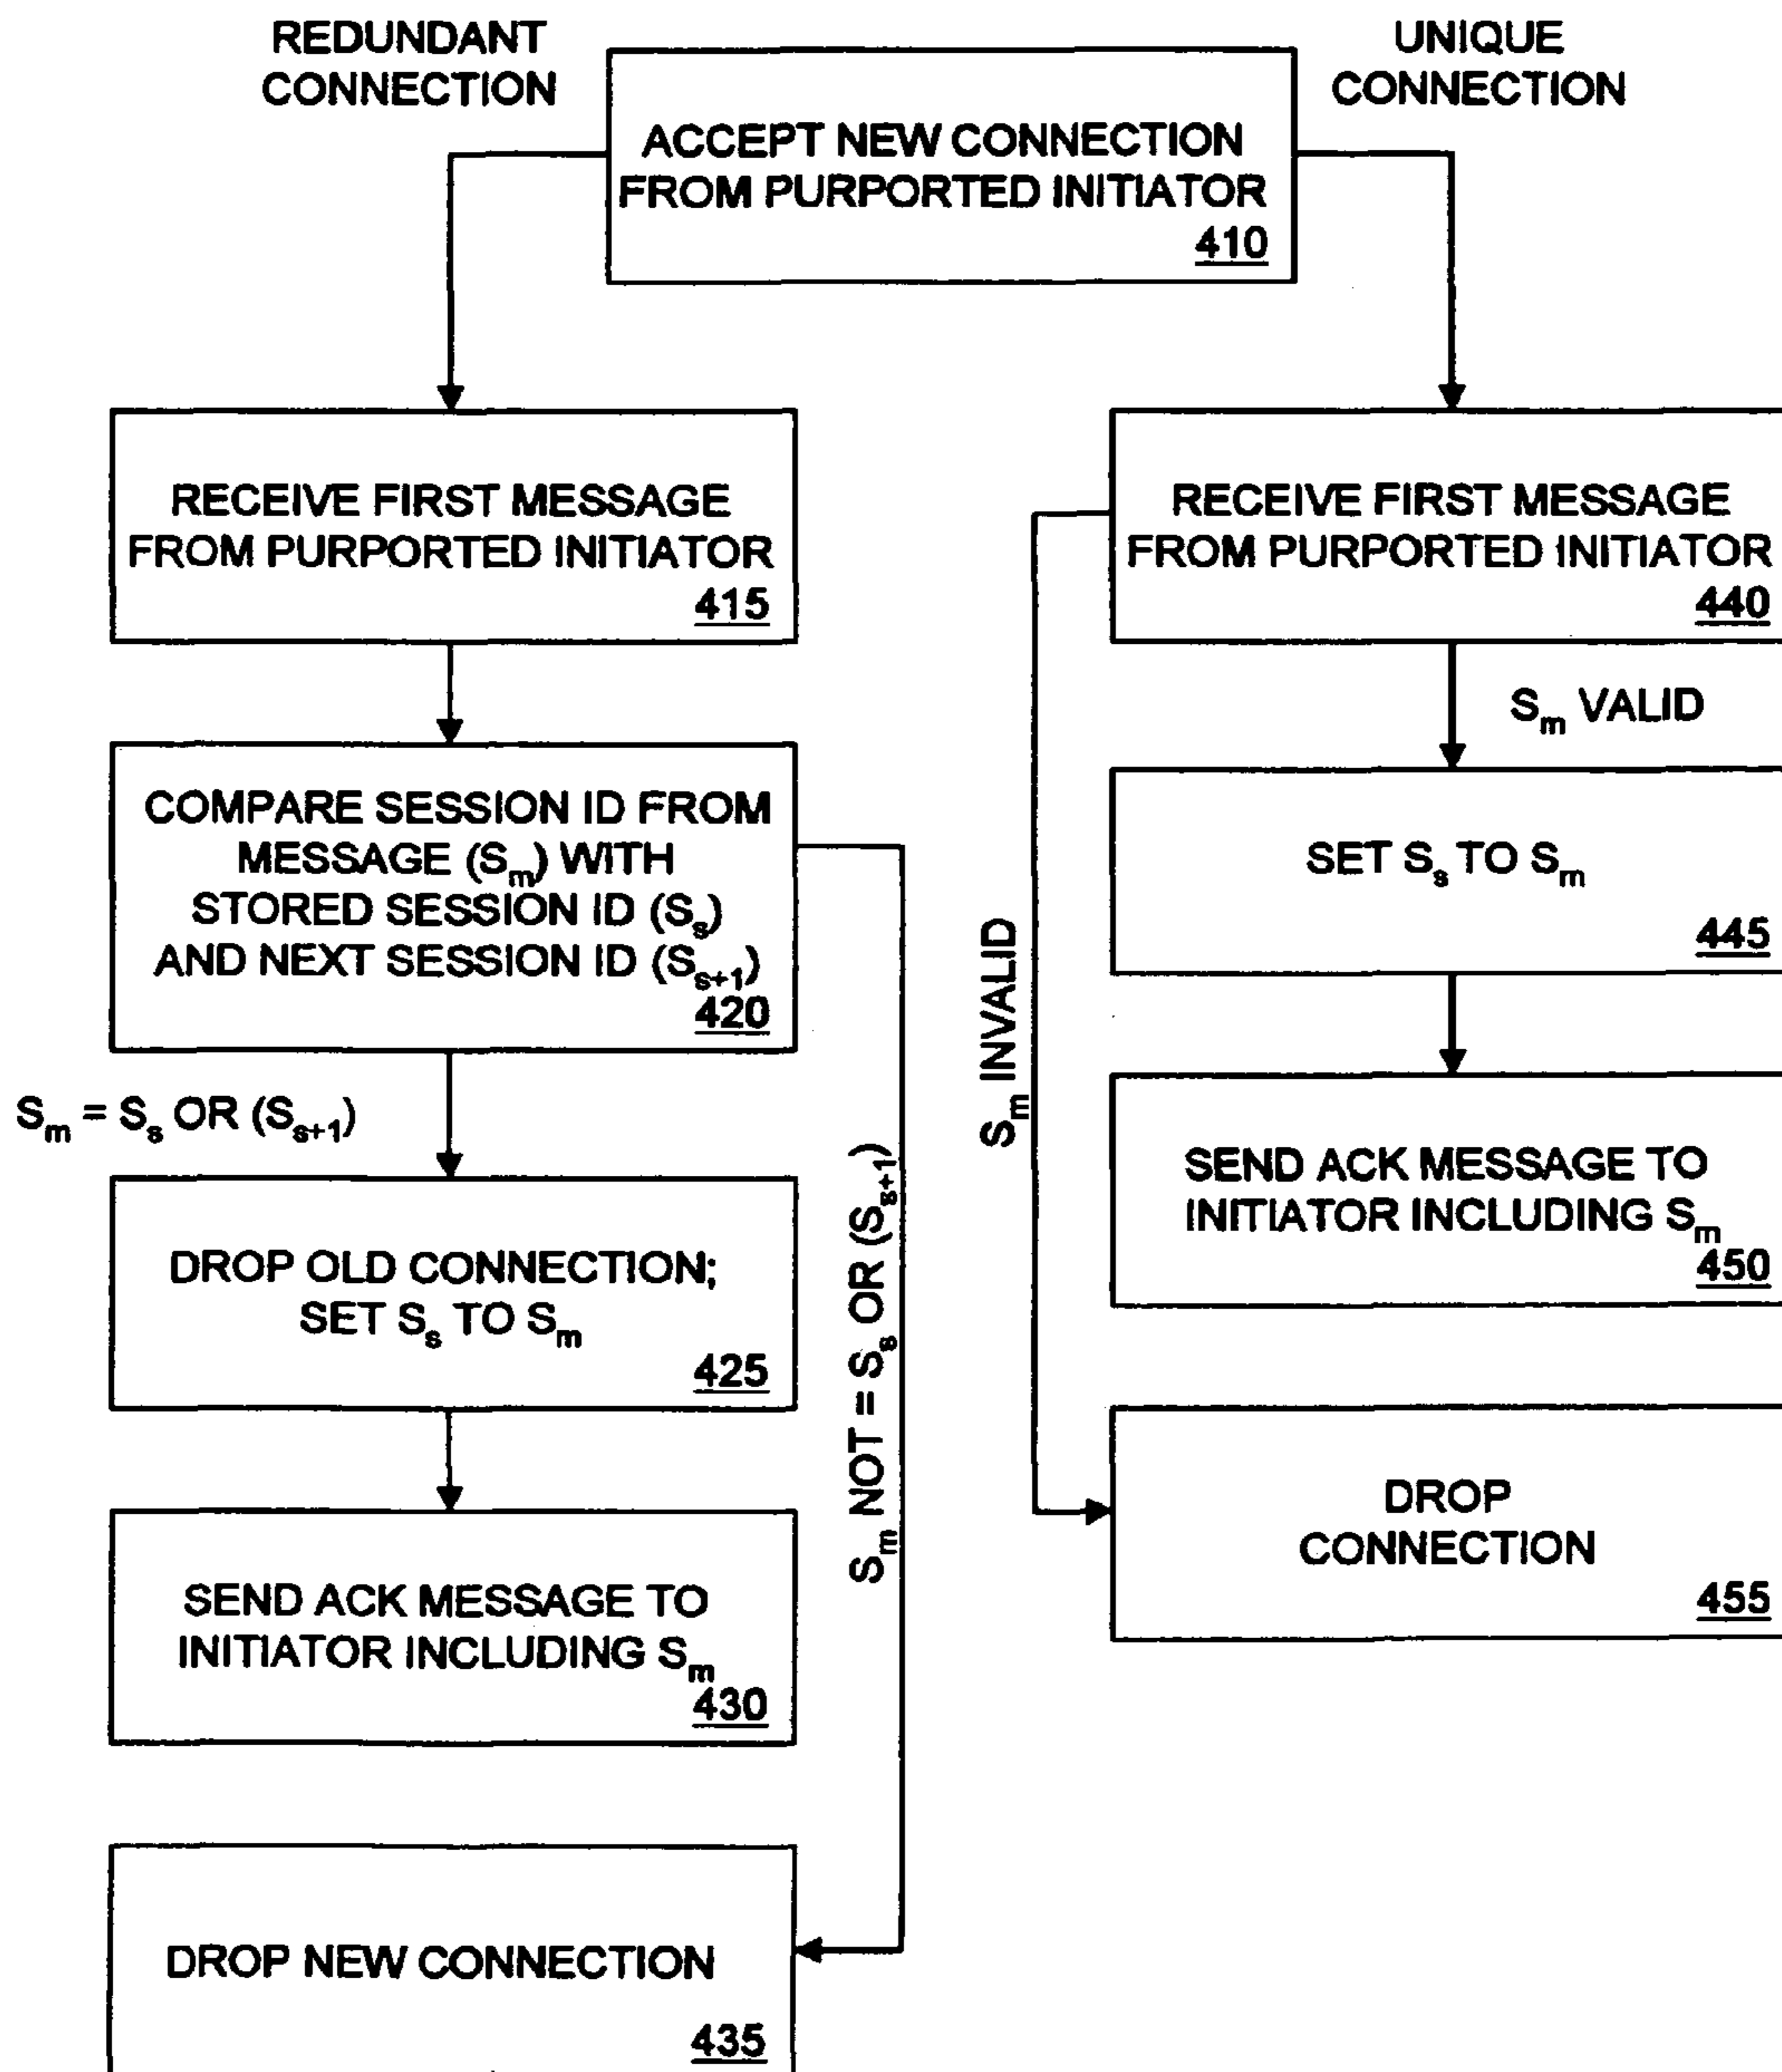 REDUNDANT
CONNECTION
UNIQUE
CONNECTION
ACCEPT NEW CONNECTION
FROM PURPORTED INITIATOR
410
RECEIVE FIRST MESSAGE
FROM PURPORTED INITIATOR
415
COMPARE SESSION ID FROM
MESSAGE (Sm) WITH
STORED SESSION ID (Ss)
AND NEXT SESSION ID (Ss+1)
420
Sm = Ss OR (Ss+1)
Sm NOT = Ss OR (Ss+1)
DROP OLD CONNECTION;
SET Ss TO Sm
425
SEND ACK MESSAGE TO
INITIATOR INCLUDING Sm
430
DROP NEW CONNECTION
435
RECEIVE FIRST MESSAGE
FROM PURPORTED INITIATOR
440
Sm VALID
Sm INVALID
SET Ss TO Sm
445
SEND ACK MESSAGE TO
INITIATOR INCLUDING Sm
450
DROP
CONNECTION
455